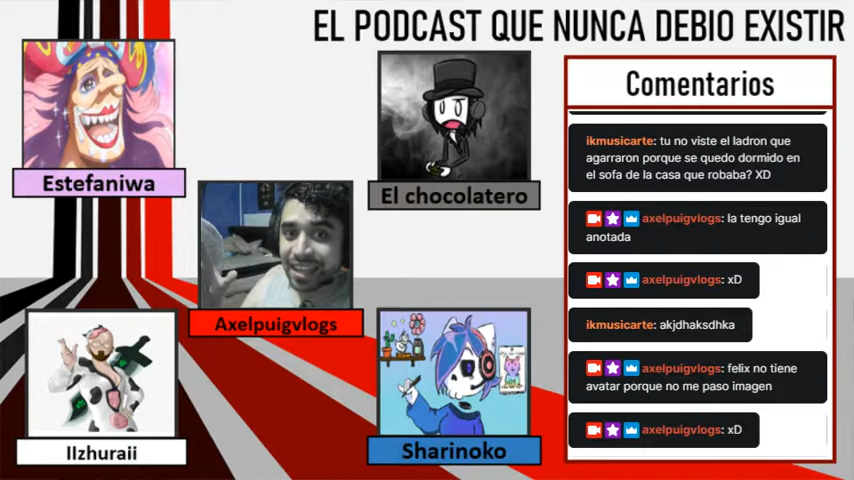 EL PODCAST QUE NUNCA DEBIO EXISTIR
Estefaniwa
El chocolatero
Axelpuigvlogs
IIzhuraii
Sharinoko
Comentarios
ikmusicarte: tu no viste el ladron que
agarraron porque se quedo dormido en
el sofa de la casa que robaba? XD
axelpuigvlogs: la tengo igual
anotada
axelpuigvlogs: xD
ikmusicarte: akjdhaksdhka
axelpuigvlogs: felix no tiene
avatar porque no me paso imagen
axelpuigvlogs: xD